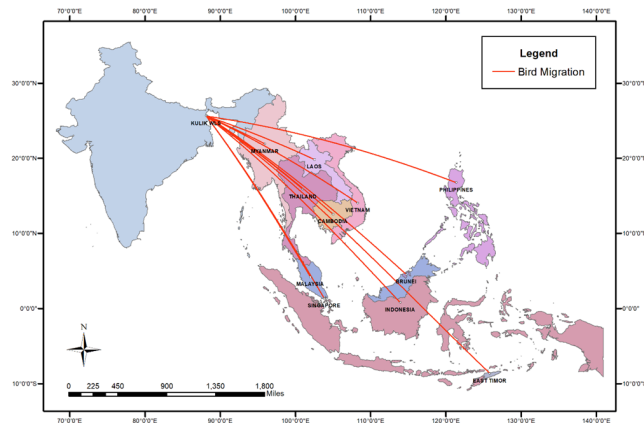 70°0'0"E 80°0'0"E 90°0'0"E 100°0'0"E 110°0'0"E 120°0'0"E 130°0'0"E 140°0'0"E
Legend
Bird Migration
30°0'0"N 30°0'0"N
KULIK WLS
MYANMAR
20°0'0"N 20°0'0"N
LAOS
PHILIPPINES
THAILAND
VIETNAM
CAMBODIA
10°0'0"N 10°0'0"N
BRUNEI
MALAYSIA
SINGAPORE
INDONESIA
0°0'0" 0°0'0"
N
EAST TIMOR
10°0'0"S 10°0'0"S
0 225 450 900 1,350 1,800
Miles
70°0'0"E 80°0'0"E 90°0'0"E 100°0'0"E 110°0'0"E 120°0'0"E 130°0'0"E 140°0'0"E